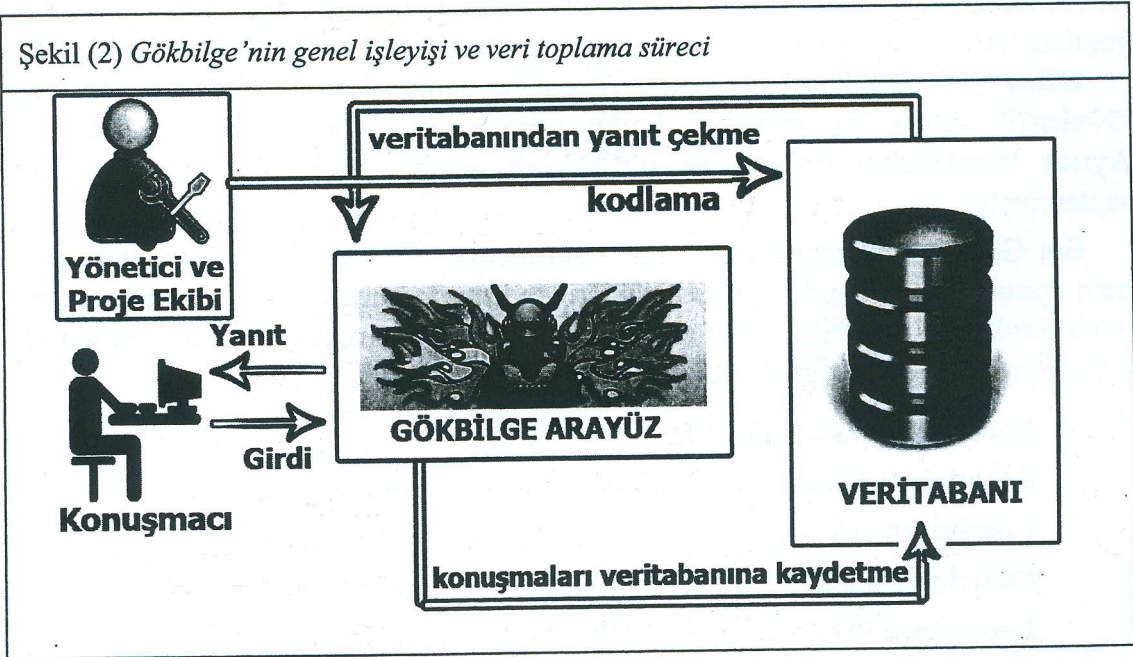 Şekil (2) Gökbilge'nin genel işleyişi ve veri toplama süreci
veritabanından yanıt çekme
kodlama
Yönetici ve
Proje Ekibi
Yanıt
Girdi
Konuşmacı
GÖKBİLGE ARAYÜZ
VERİTABANI
konuşmaları veritabanına kaydetme